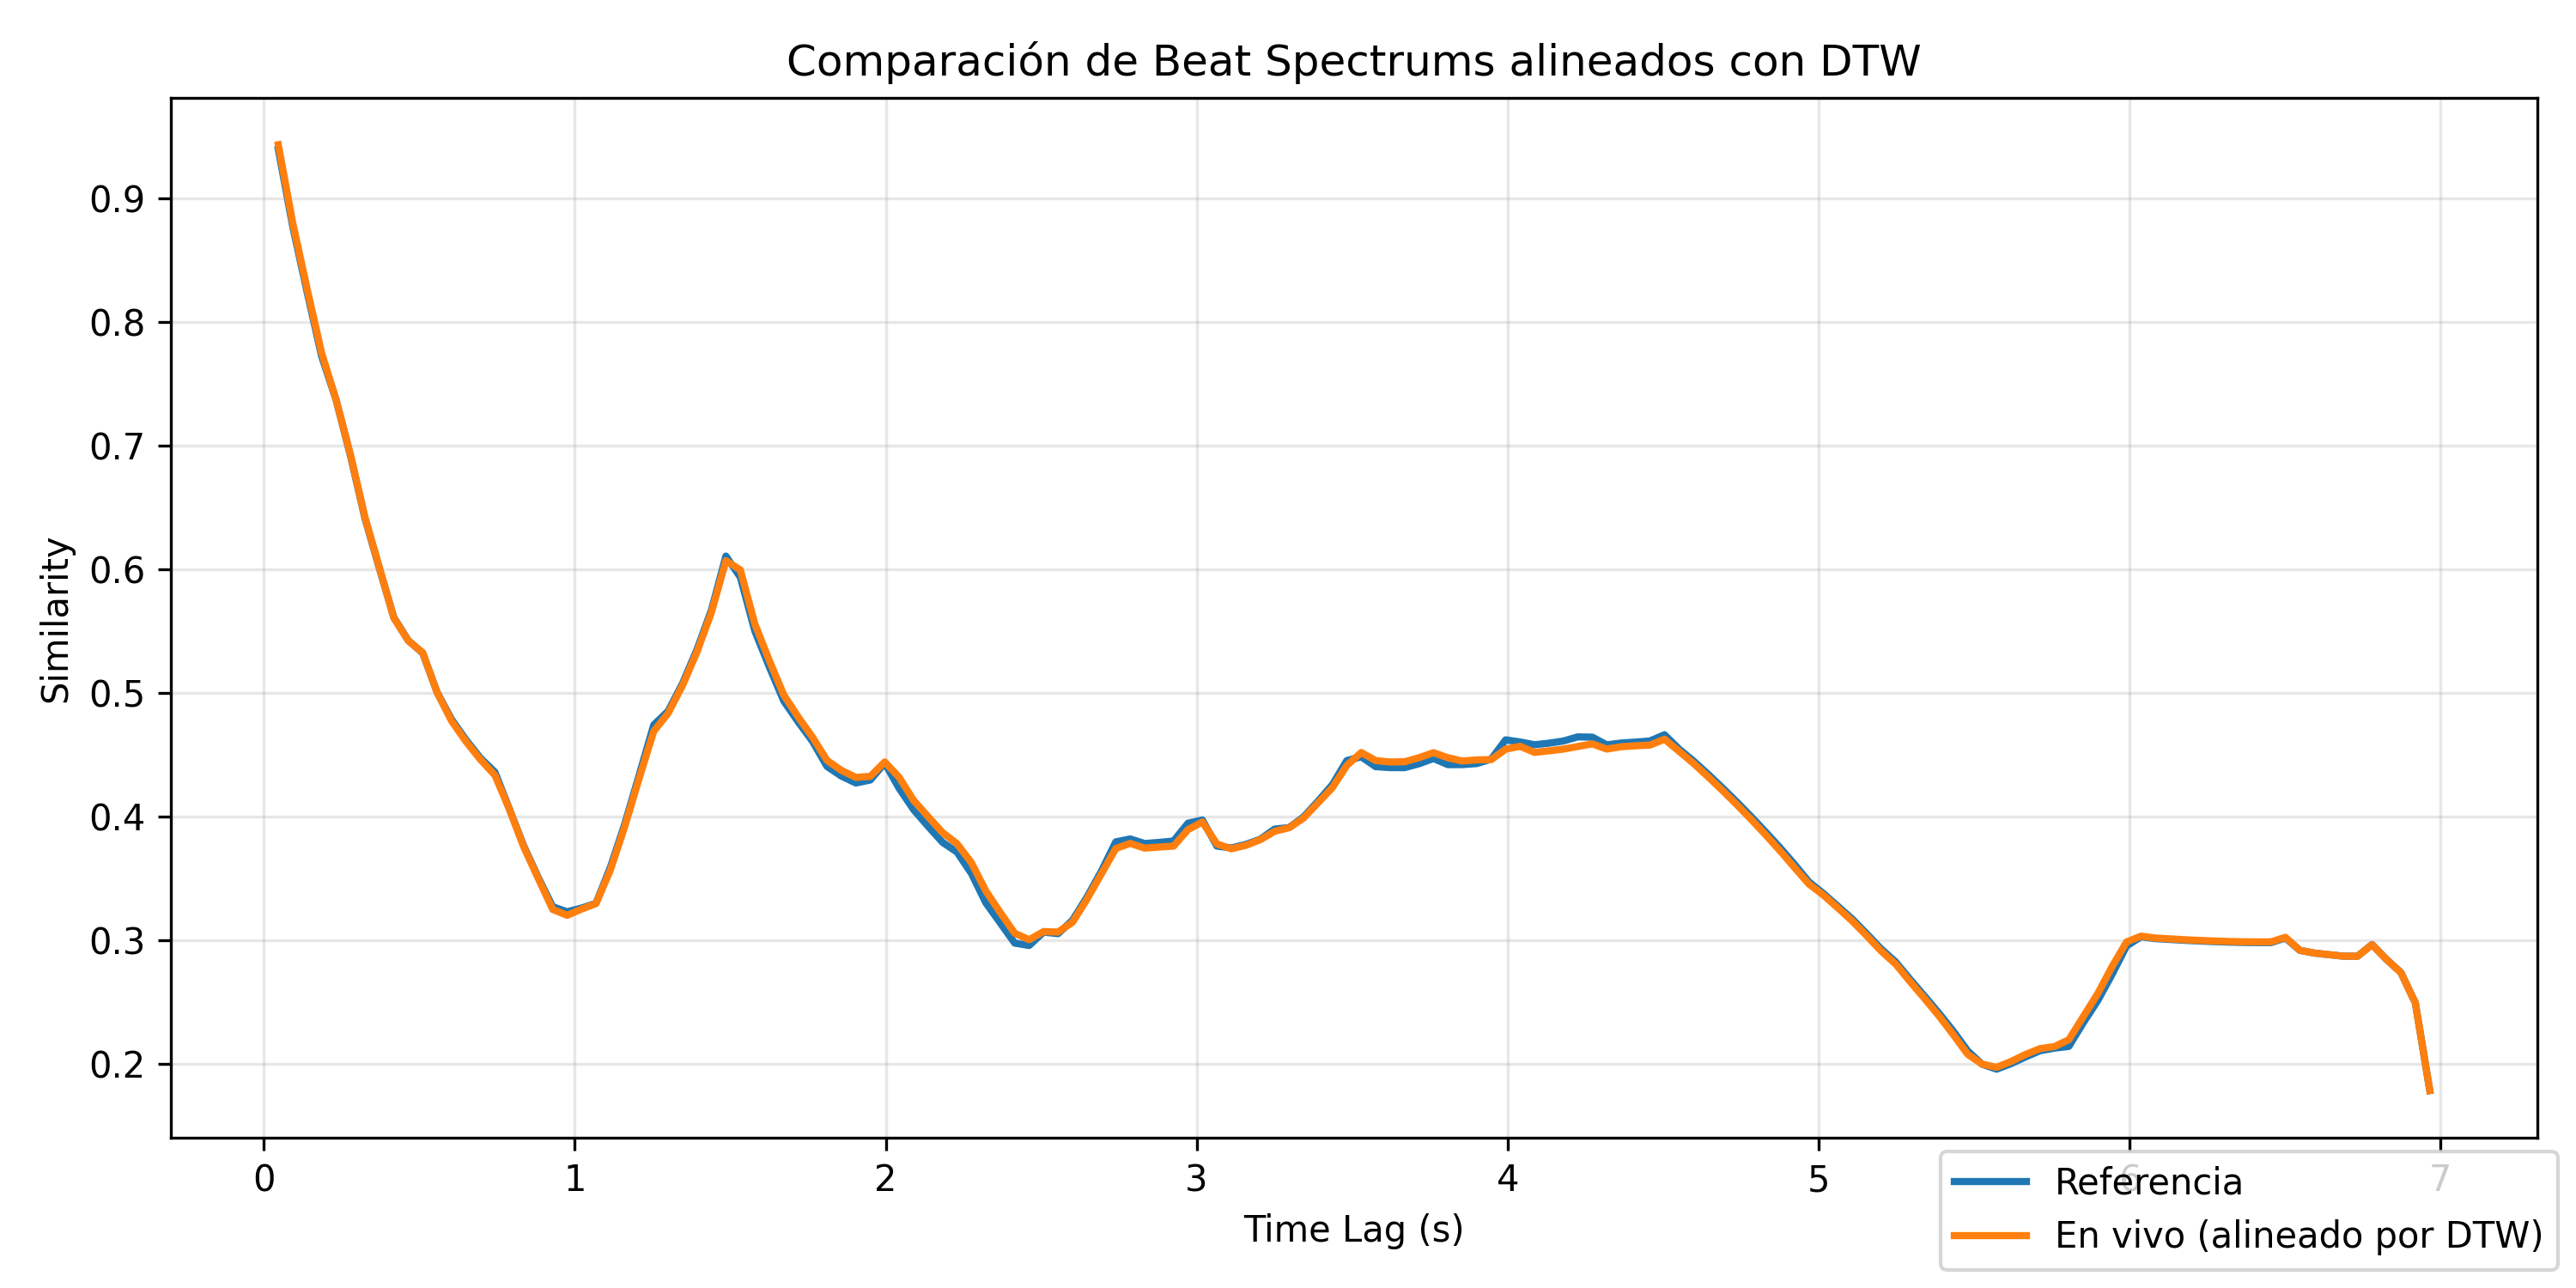 Comparación de Beat Spectrums alineados con DTW
0.9
0.8
0.7
0.6
0.5
0.4
0.3
0.2
Similarity
0 1 2 3 4 5 6 7
Time Lag (s)
Referencia
En vivo (alineado por DTW)